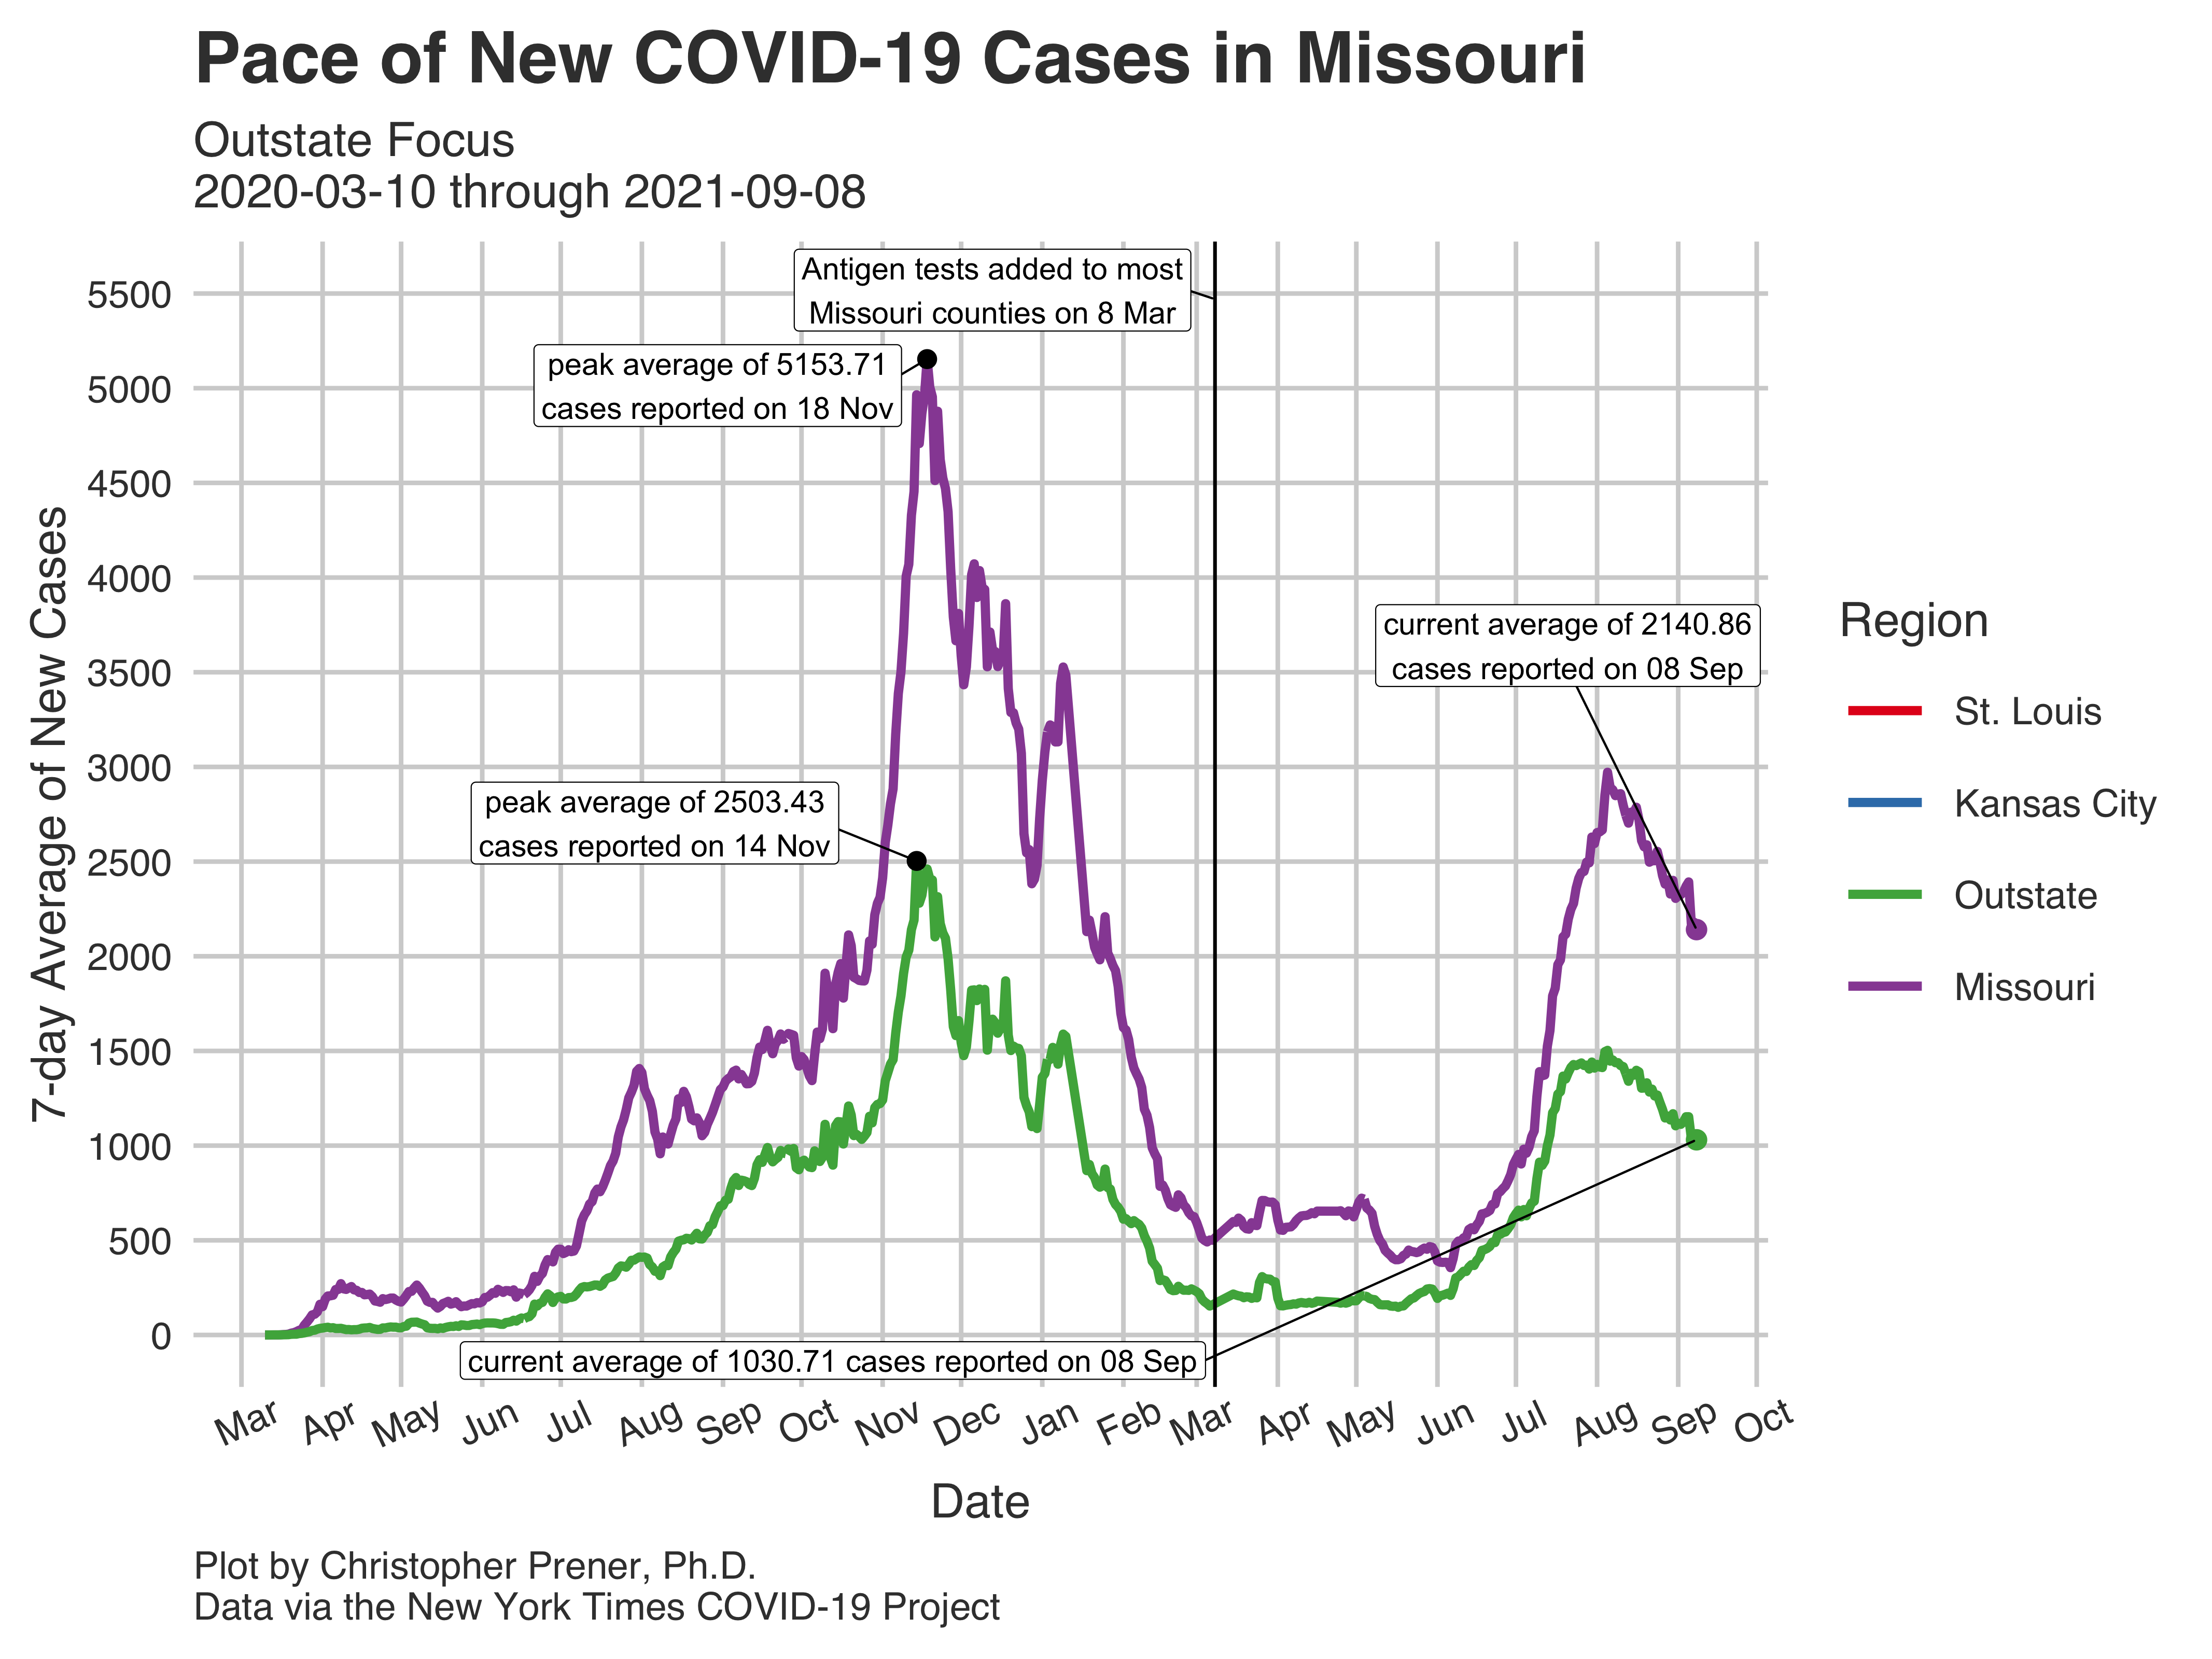 Pace of New COVID-19 Cases in Missouri
Outstate Focus
2020-03-10 through 2021-09-08
Antigen tests added to most
Missouri counties on 8 Mar
peak average of 5153.71
cases reported on 18 Nov
current average of 2140.86
cases reported on 08 Sep
peak average of 2503.43
cases reported on 14 Nov
current average of 1030.71 cases reported on 08 Sep
7-day Average of New Cases
5500
5000
4500
4000
3500
3000
2500
2000
1500
1000
500
0
Mar Apr May Jun Jul Aug Sep Oct Nov Dec Jan Feb Mar Apr May Jun Jul Aug Sep Oct
Date
Region
St. Louis
Kansas City
Outstate
Missouri
Plot by Christopher Prener, Ph.D.
Data via the New York Times COVID-19 Project